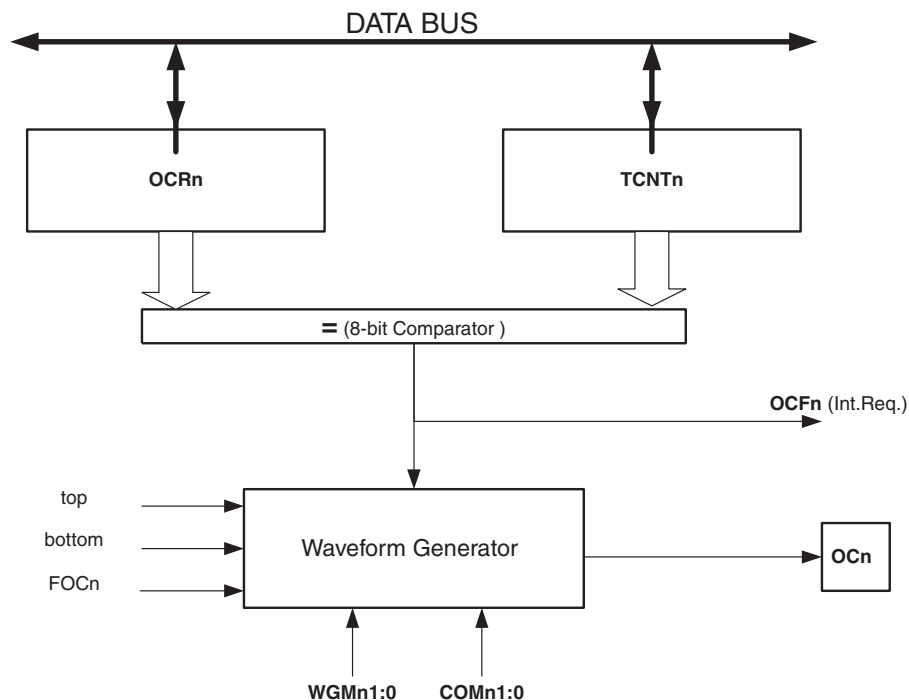 DATA BUS
OCRn
TCNTn
= (8-bit Comparator )
OCFn (Int.Req.)
top
bottom
FOCn
Waveform Generator
OCn
WGMn1:0
COMn1:0